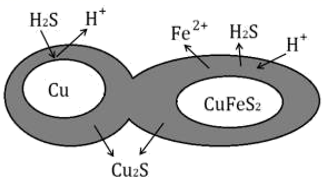 H₂S H⁺ Fe²⁺ H₂S H⁺
Cu CuFeS₂
Cu₂S